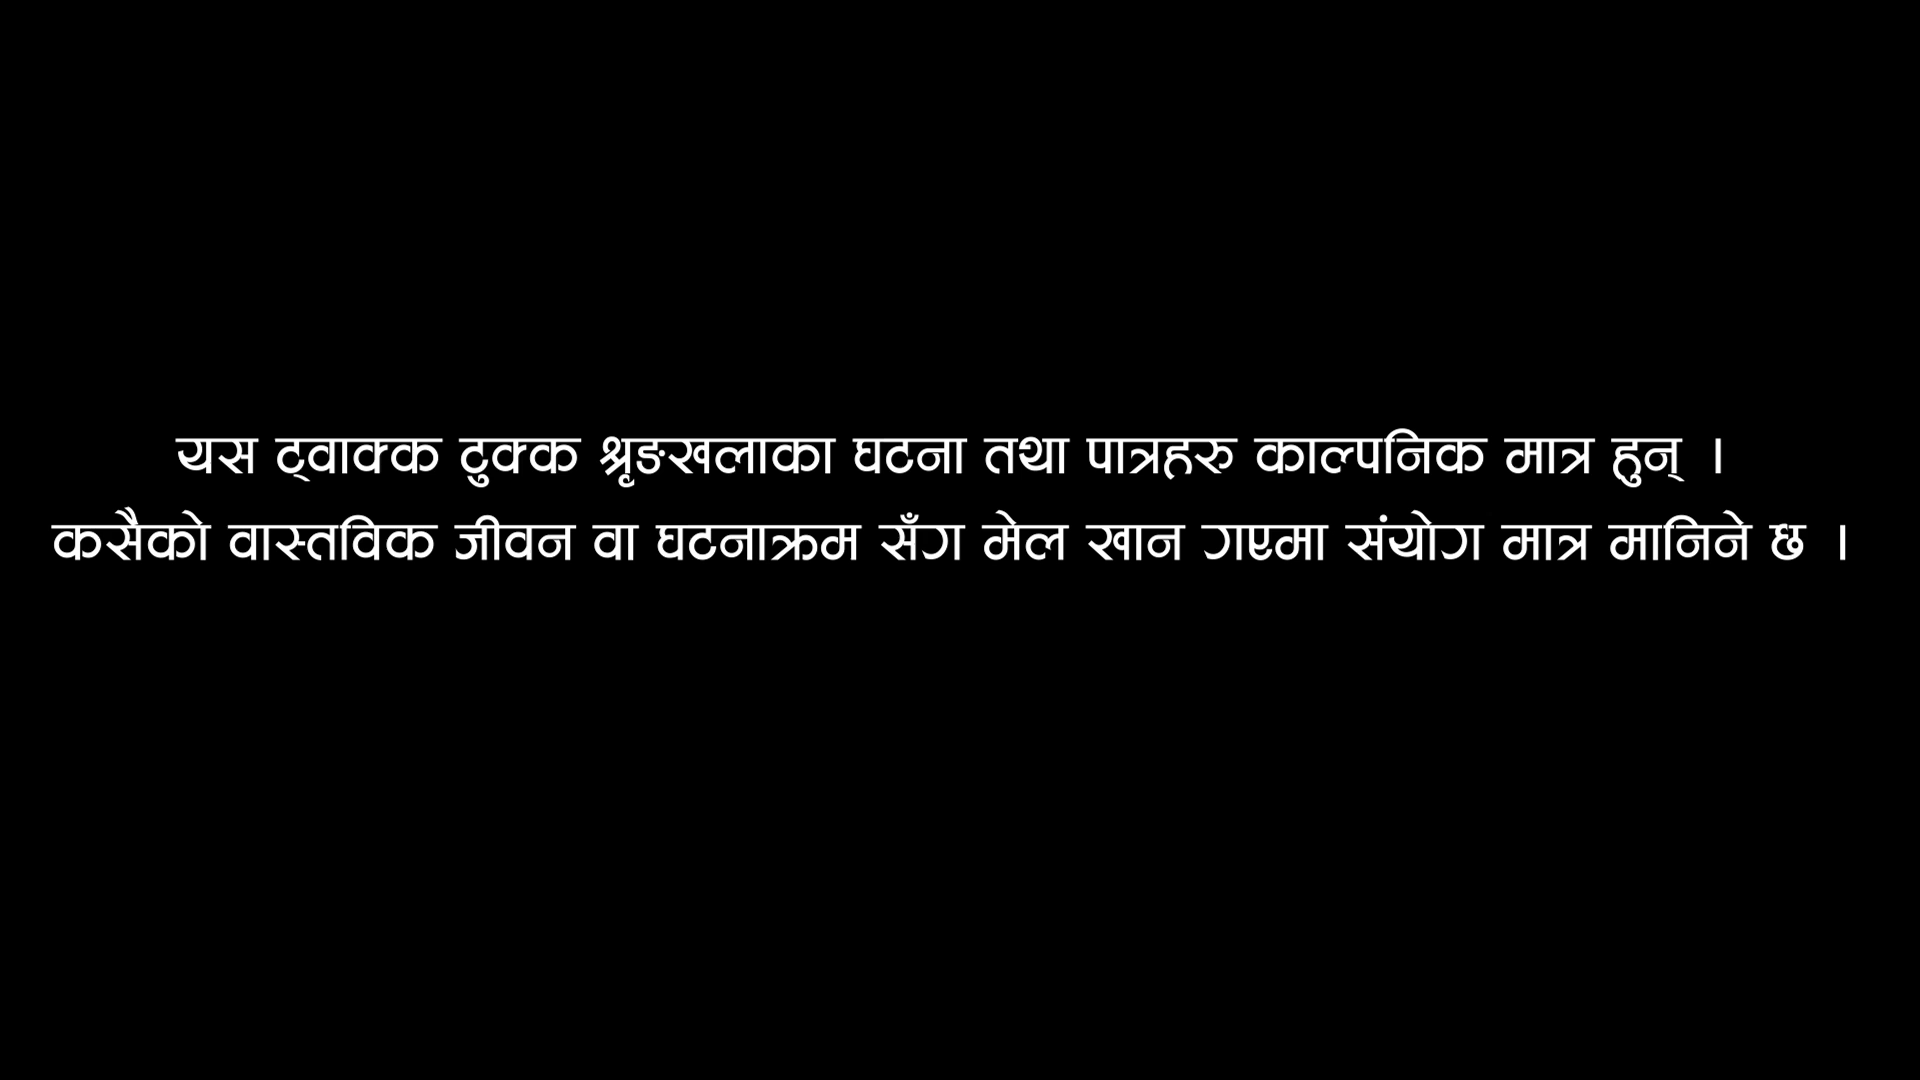 यस ट्वाक्क टुक्क श्रृङखलाका घटना तथा पात्रहरु काल्पनिक मात्र हुन् ।
कसैको वास्तविक जीवन वा घटनाक्रम सँग मेल खान गएमा संयोग मात्र मानिने छ ।